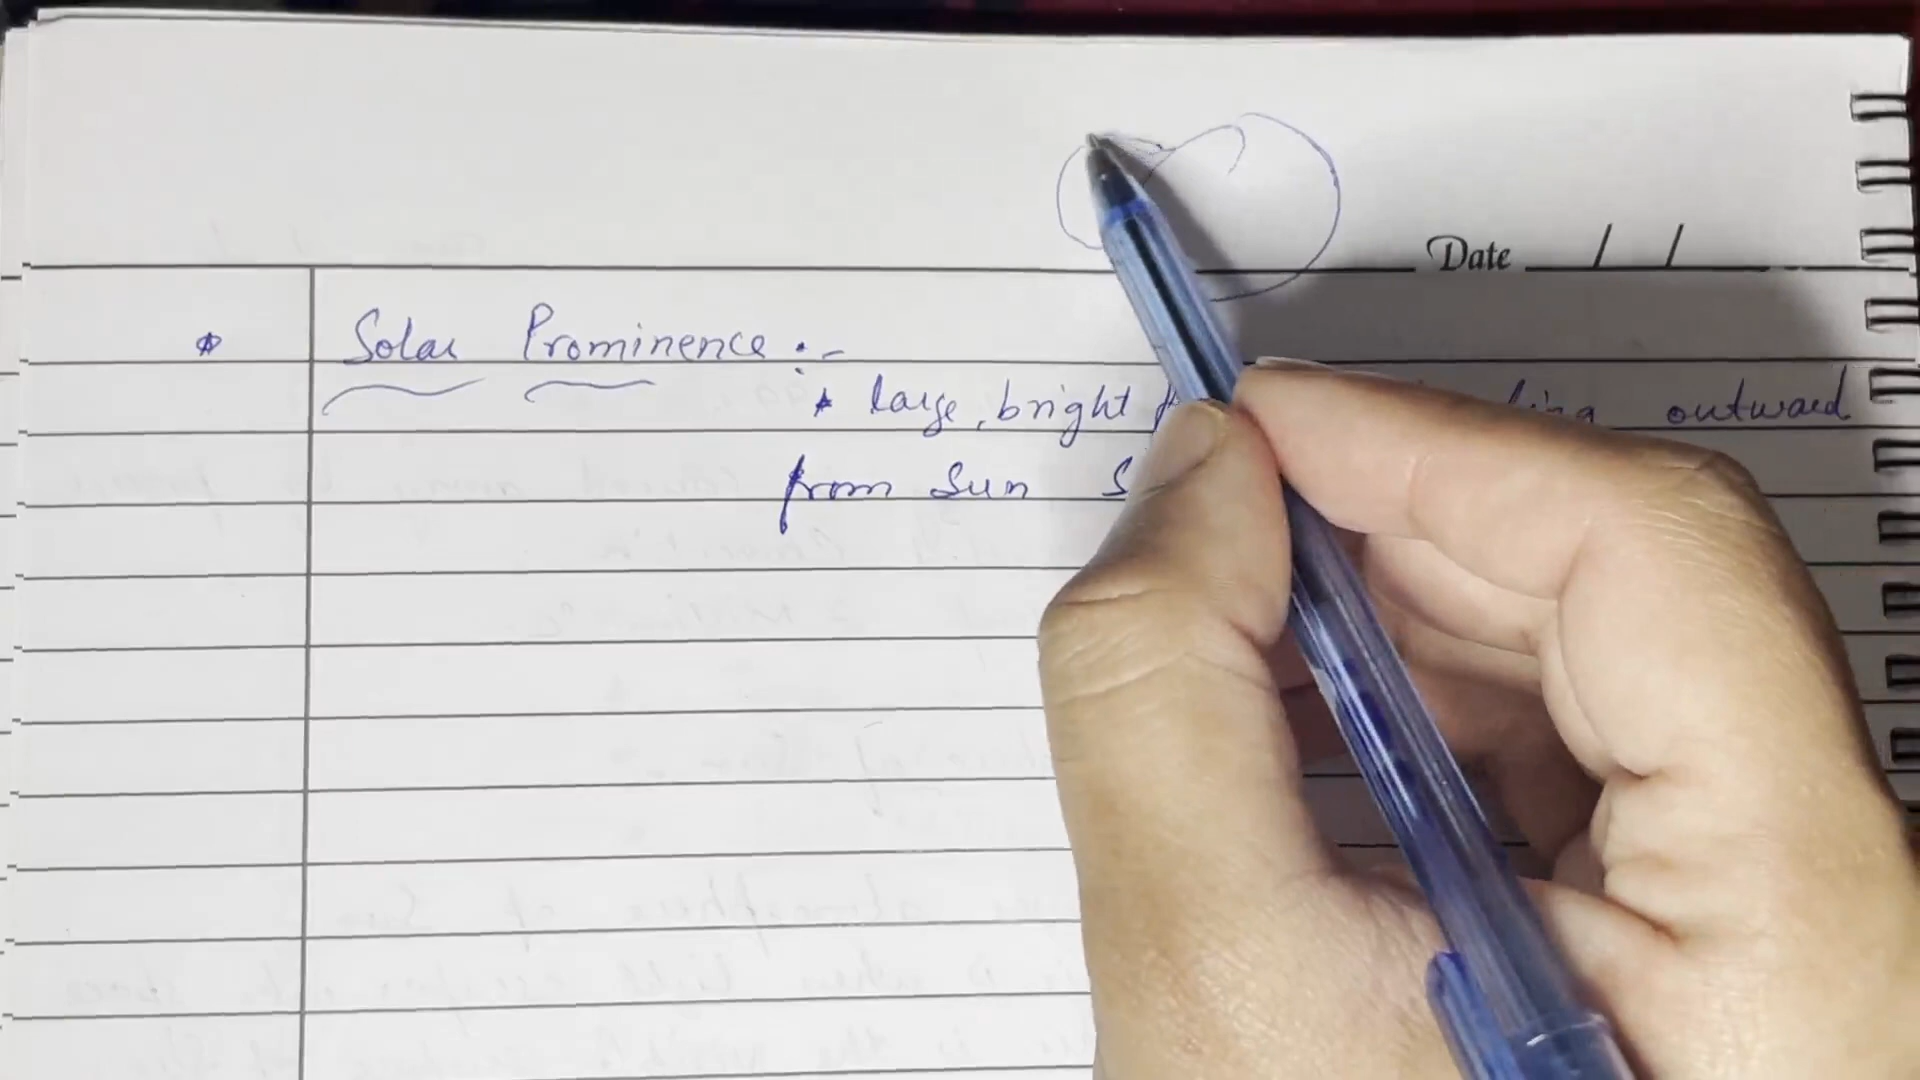 Date / /
* Solar Prominence :-
* large, bright outward
from Sun S